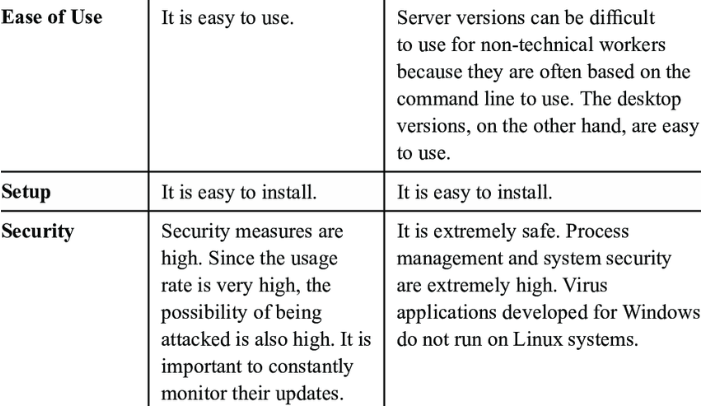 Ease of Use
It is easy to use.
Server versions can be difficult
to use for non-technical workers
because they are often based on the
command line to use. The desktop
versions, on the other hand, are easy
to use.
Setup
It is easy to install.
It is easy to install.
Security
Security measures are
high. Since the usage
rate is very high, the
possibility of being
attacked is also high. It is
important to constantly
monitor their updates.
It is extremely safe. Process
management and system security
are extremely high. Virus
applications developed for Windows
do not run on Linux systems.